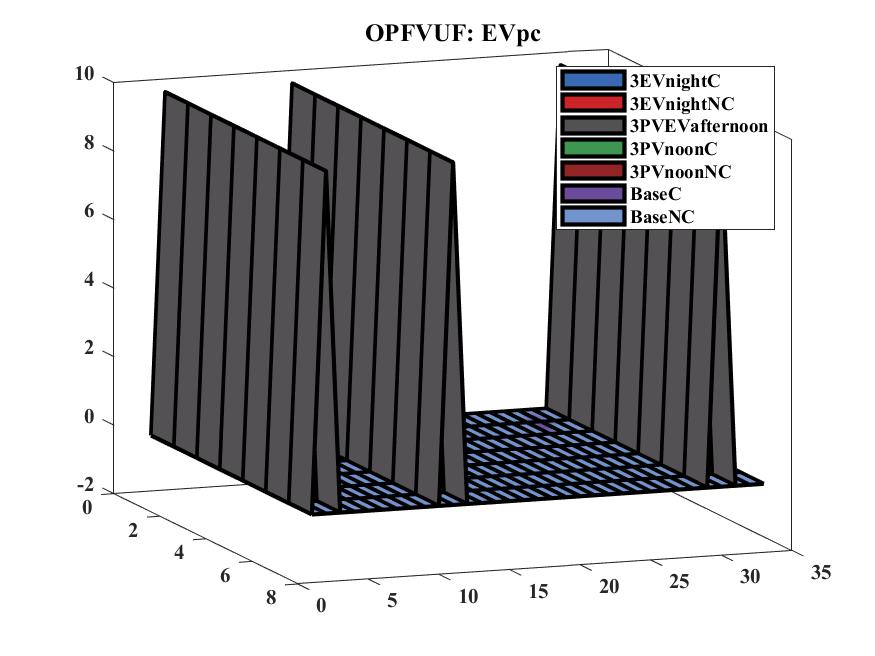 OPFVUF: EVpc
10
8
6
4
2
0
-2
3EVnightC
3EVnightNC
3PVEVafternoon
3PVnoonC
3PVnoonNC
BaseC
BaseNC
0
2
4
6
8
0
5
10
15
20
25
30
35